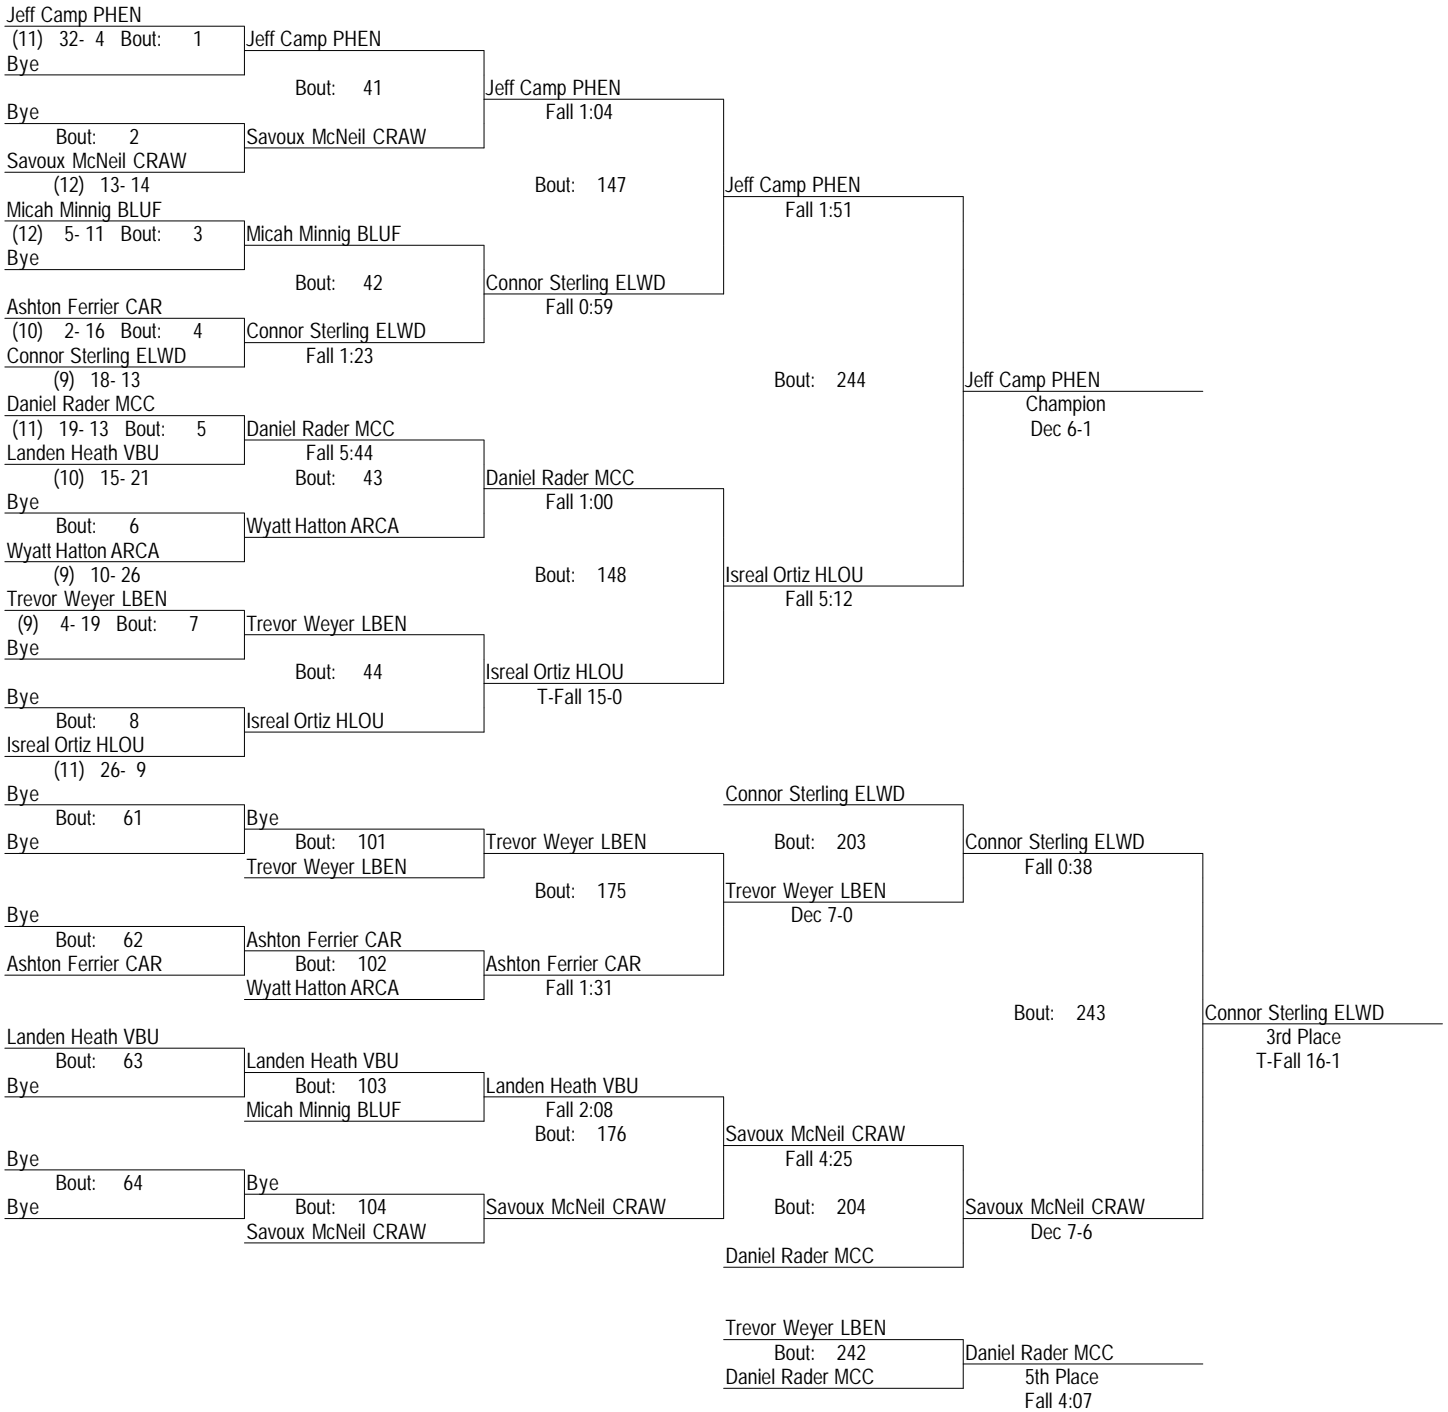 Jeff Camp PHEN
(11) 32- 4 Bout: 1 Jeff Camp PHEN
Bye
Bout: 41 Jeff Camp PHEN
Bye Fall 1:04
Bout: 2 Savoux McNeil CRAW
Savoux McNeil CRAW
(12) 13- 14 Bout: 147 Jeff Camp PHEN
Micah Minnig BLUF Fall 1:51
(12) 5- 11 Bout: 3 Micah Minnig BLUF
Bye
Bout: 42 Connor Sterling ELWD
Ashton Ferrier CAR Fall 0:59
(10) 2- 16 Bout: 4 Connor Sterling ELWD
Connor Sterling ELWD Fall 1:23
(9) 18- 13 Bout: 244 Jeff Camp PHEN
Daniel Rader MCC Champion
(11) 19- 13 Bout: 5 Daniel Rader MCC Dec 6-1
Landen Heath VBU Fall 5:44
(10) 15- 21 Bout: 43 Daniel Rader MCC
Bye Fall 1:00
Bout: 6 Wyatt Hatton ARCA
Wyatt Hatton ARCA
(9) 10- 26 Bout: 148 Isreal Ortiz HLOU
Trevor Weyer LBEN Fall 5:12
(9) 4- 19 Bout: 7 Trevor Weyer LBEN
Bye
Bout: 44 Isreal Ortiz HLOU
Bye T-Fall 15-0
Bout: 8 Isreal Ortiz HLOU
Isreal Ortiz HLOU
(11) 26- 9
Bye Connor Sterling ELWD
Bout: 61 Bye
Bye Bout: 101 Trevor Weyer LBEN Bout: 203 Connor Sterling ELWD
Trevor Weyer LBEN Fall 0:38
Bout: 175 Trevor Weyer LBEN
Bye Dec 7-0
Bout: 62 Ashton Ferrier CAR
Ashton Ferrier CAR Bout: 102 Ashton Ferrier CAR
Wyatt Hatton ARCA Fall 1:31
Bout: 243 Connor Sterling ELWD
Landen Heath VBU 3rd Place
Bout: 63 Landen Heath VBU T-Fall 16-1
Bye Bout: 103 Landen Heath VBU
Micah Minnig BLUF Fall 2:08
Bout: 176 Savoux McNeil CRAW
Bye Fall 4:25
Bout: 64 Bye
Bye Bout: 104 Savoux McNeil CRAW Bout: 204 Savoux McNeil CRAW
Savoux McNeil CRAW Dec 7-6
Daniel Rader MCC
Trevor Weyer LBEN
Bout: 242 Daniel Rader MCC
Daniel Rader MCC 5th Place
Fall 4:07